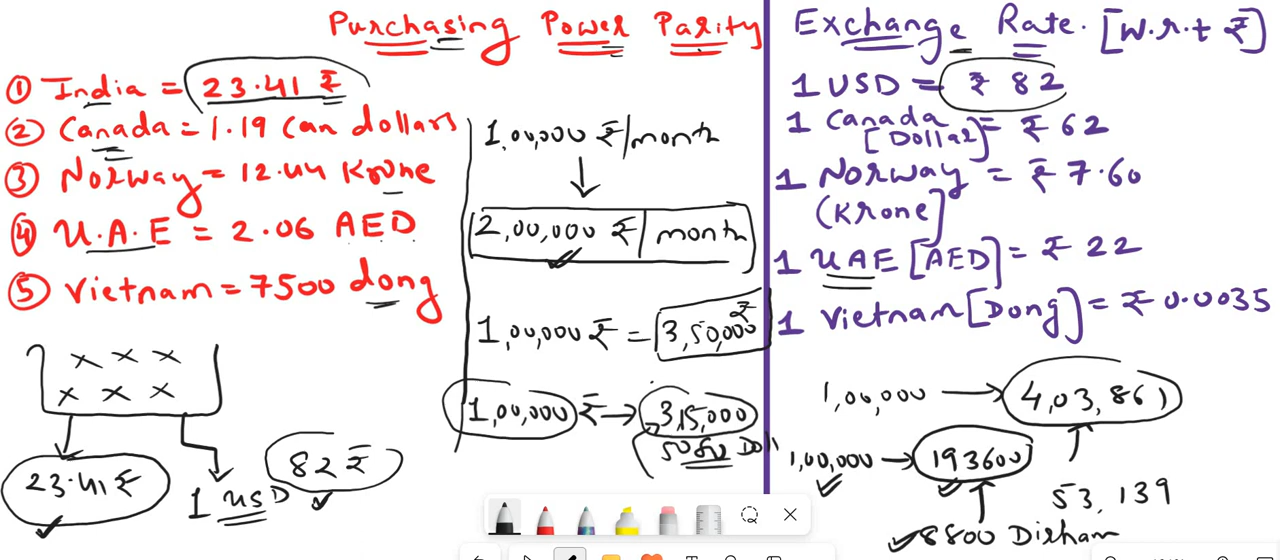 Purchasing Power Parity
① India = 23.41 ₹
② Canada = 1.19 Can dollars
③ Norway = 12.44 Krone
④ U.A.E = 2.06 AED
⑤ Vietnam = 7500 dong
x x x
x x x
23.41 ₹
1 USD
82 ₹
1,00,000 ₹/month
2,00,000 ₹/month
1,00,000 ₹ = 3,50,000 ₹
1,00,000 ₹ → 3,15,000
5080 Doll
Exchange Rate. [W.r.t ₹]
1 USD = ₹ 82
1 Canada [Dollar] = ₹ 62
1 Norway (Krone] = ₹ 7.60
1 UAE [AED] = ₹ 22
1 Vietnam [Dong] = ₹ 0.0035
1,00,000 → 4,03,861
1,00,000 → 193600
53,139
8800 Dirham